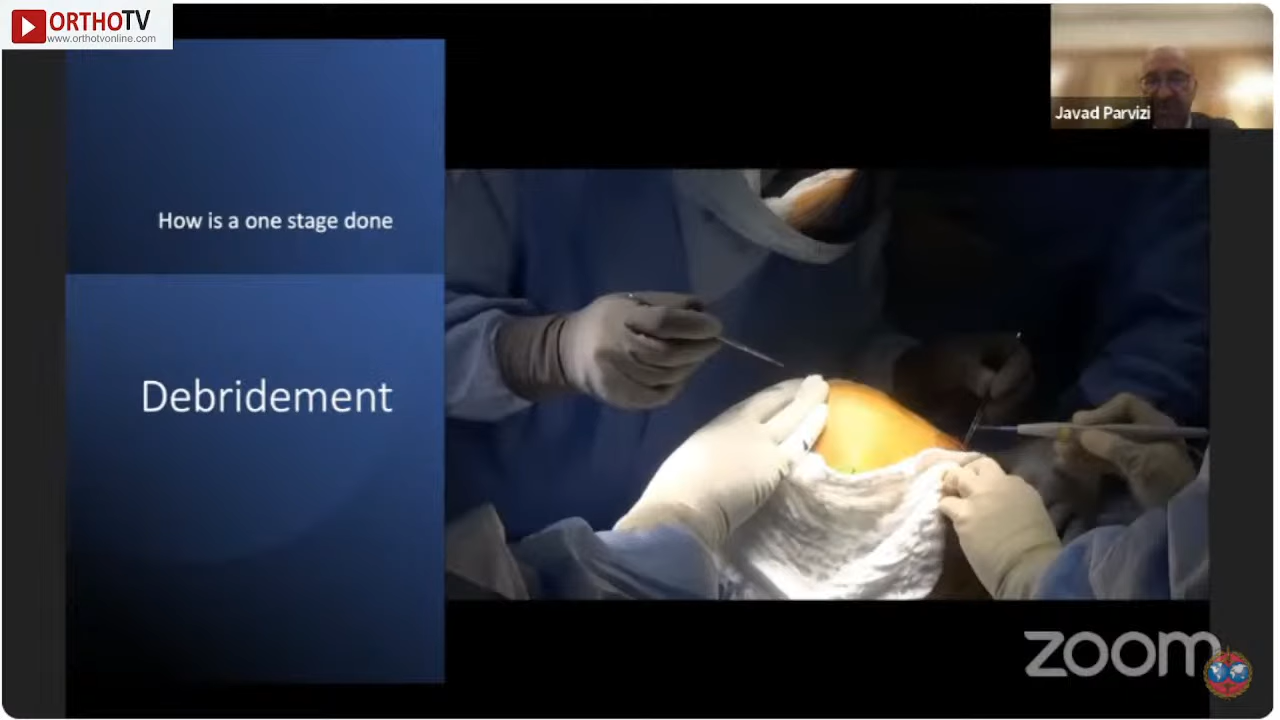 ORTHOTV
www.orthotvonline.com
Javad Parvizi
How is a one stage done
Debridement
zoom